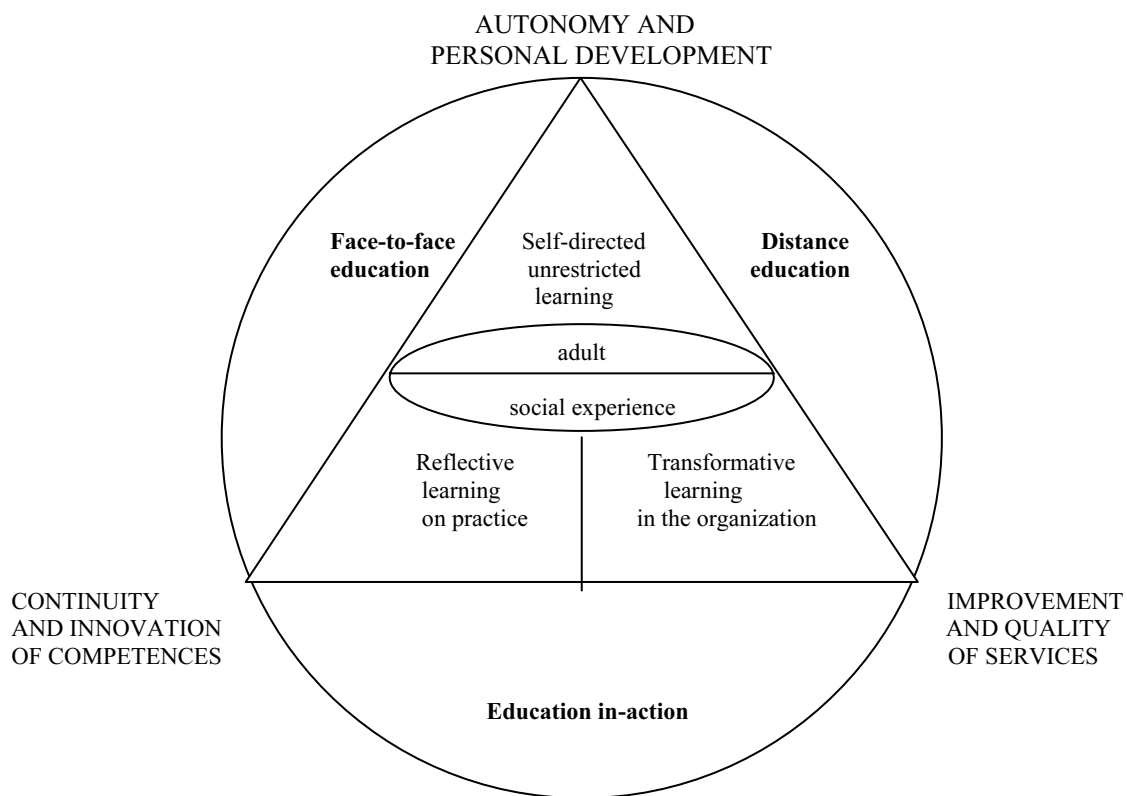 AUTONOMY AND
PERSONAL DEVELOPMENT
Face-to-face
education
Self-directed
unrestricted
learning
Distance
education
adult
social experience
Reflective
learning
on practice
Transformative
learning
in the organization
CONTINUITY
AND INNOVATION
OF COMPETENCES
IMPROVEMENT
AND QUALITY
OF SERVICES
Education in-action